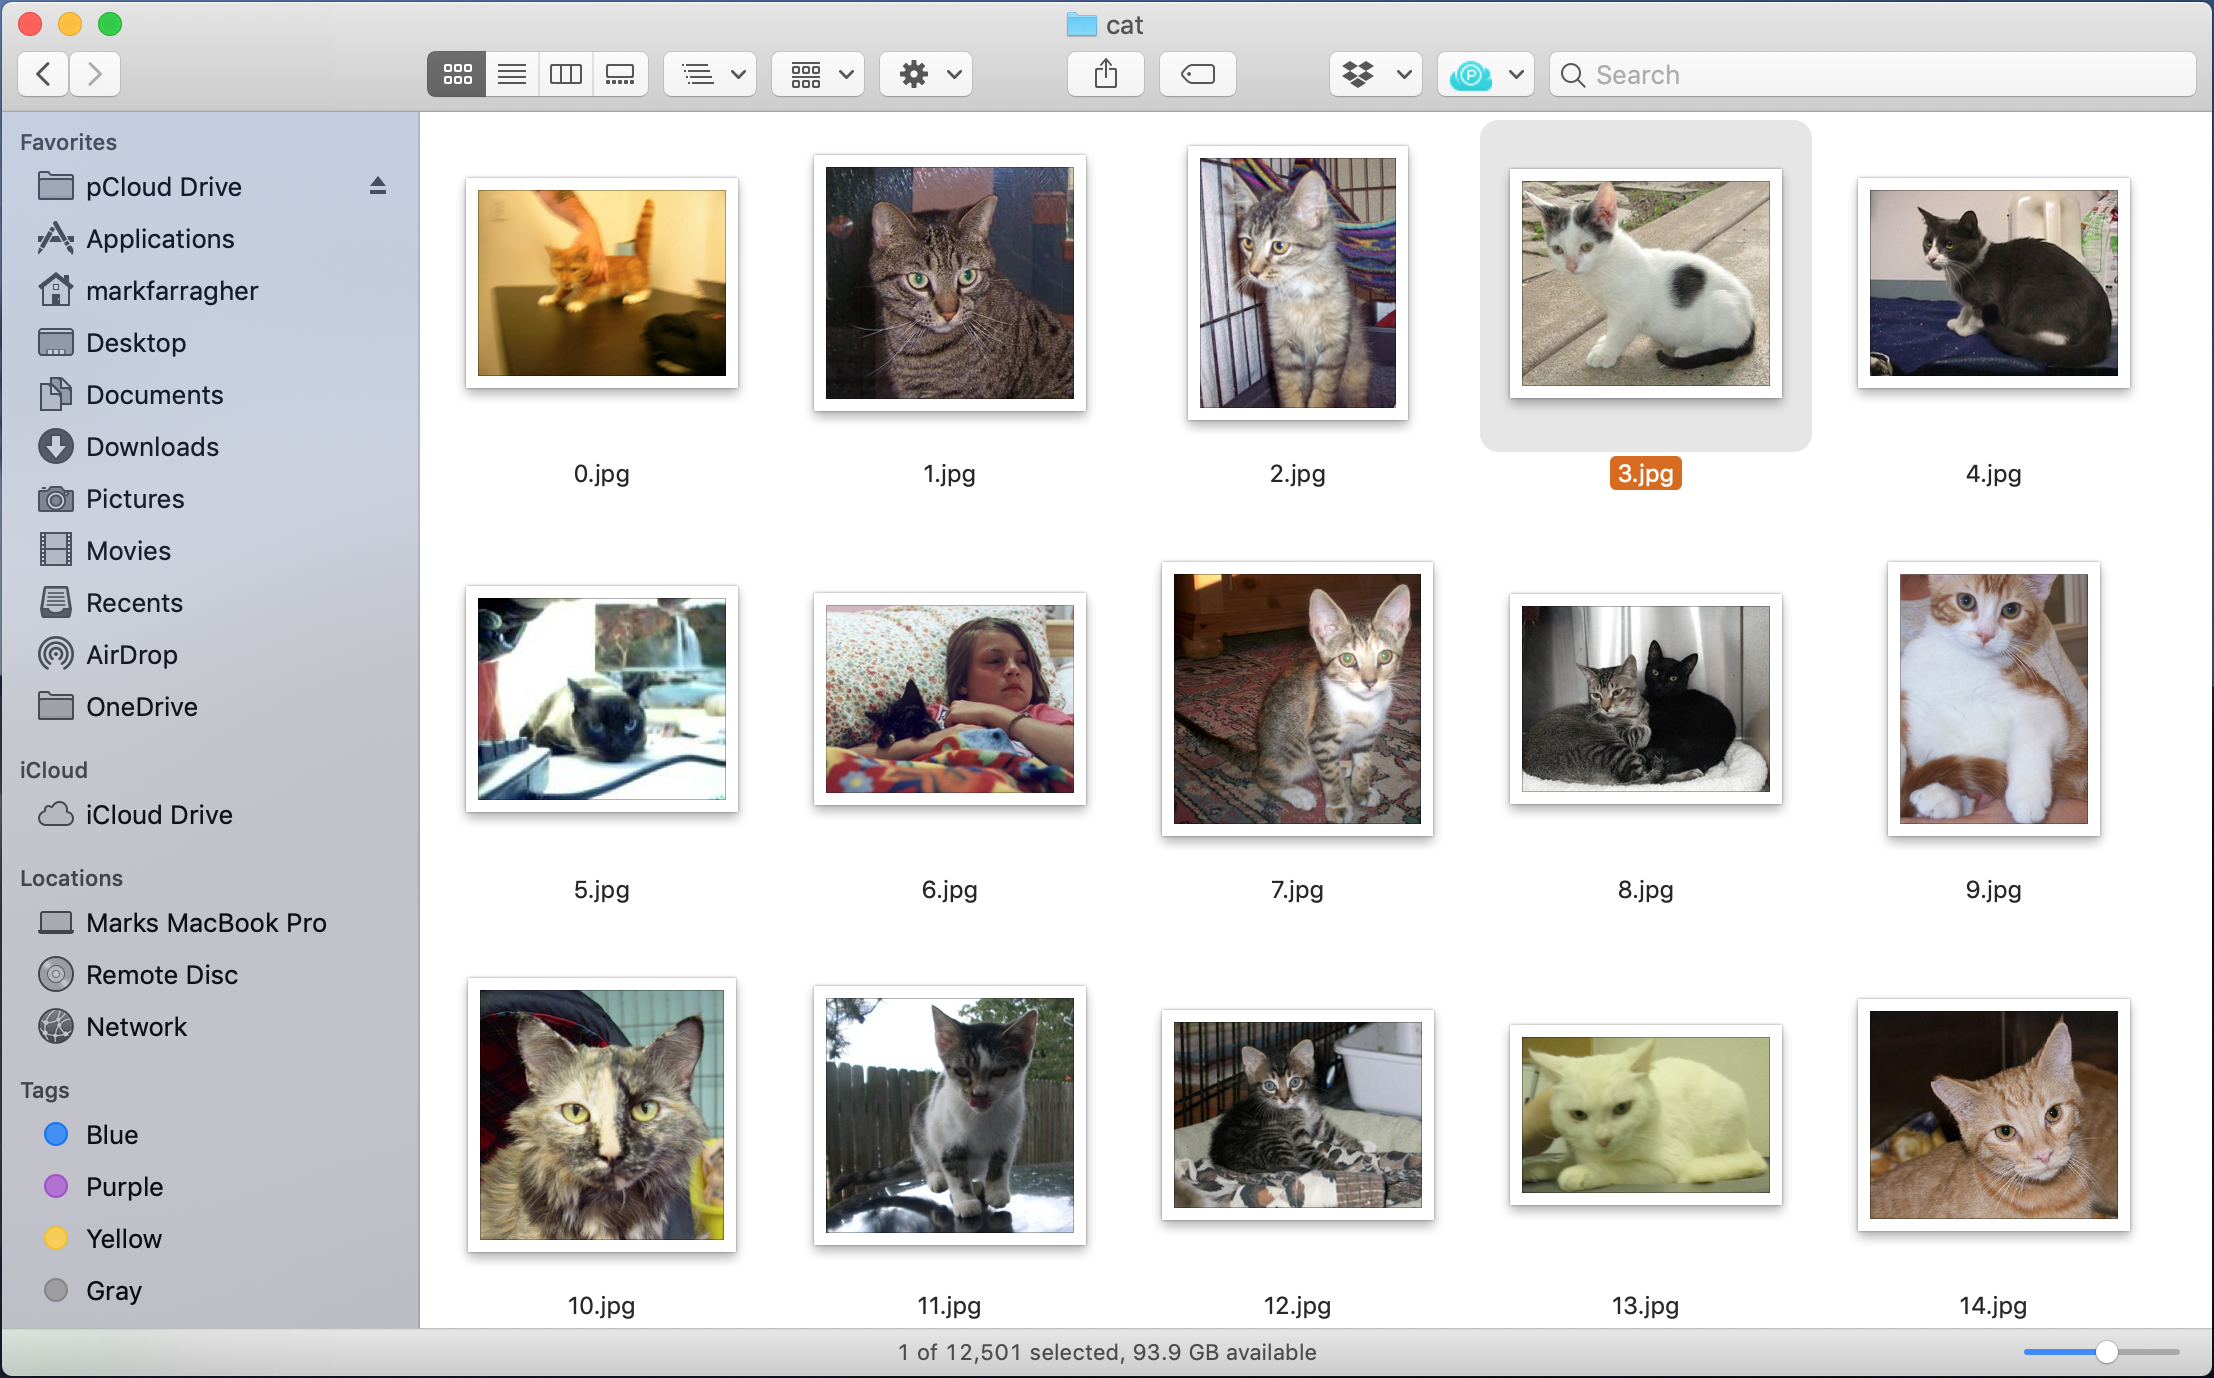 cat
Search
Favorites
pCloud Drive
Applications
markfarragher
Desktop
Documents
Downloads
Pictures
Movies
Recents
AirDrop
OneDrive
iCloud
iCloud Drive
Locations
Marks MacBook Pro
Remote Disc
Network
Tags
Blue
Purple
Yellow
Gray
0.jpg 1.jpg 2.jpg 3.jpg 4.jpg
5.jpg 6.jpg 7.jpg 8.jpg 9.jpg
10.jpg 11.jpg 12.jpg 13.jpg 14.jpg
1 of 12,501 selected, 93.9 GB available